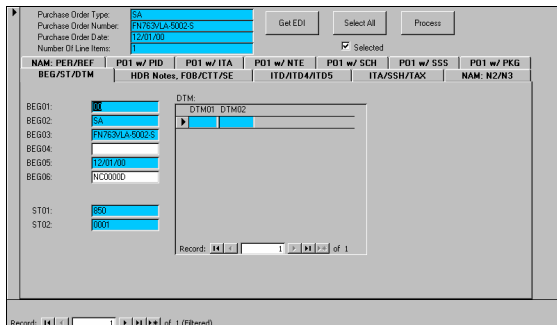 Purchase Order Type: SA
Purchase Order Number: FN763VLA-5002-S
Purchase Order Date: 12/01/00
Number Of Line Items: 1
Get EDI Select All Process
Selected
NAM: PER/REF PO1 w/ PID PO1 w/ ITA PO1 w/ NTE PO1 w/ SCH PO1 w/ SSS PO1 w/ PKG
BEG/ST/DTM HDR Notes, FOB/CTT/SE ITD/ITD4/ITD5 ITA/SSH/TAX NAM: N2/N3
DTM:
DTM01 DTM02
BEG01: 00
BEG02: SA
BEG03: FN763VLA-5002-S
BEG04:
BEG05: 12/01/00
BEG06: NC0000D
ST01: 850
ST02: 0001
Record: 1 of 1
Record: 1 of 1 (Filtered)